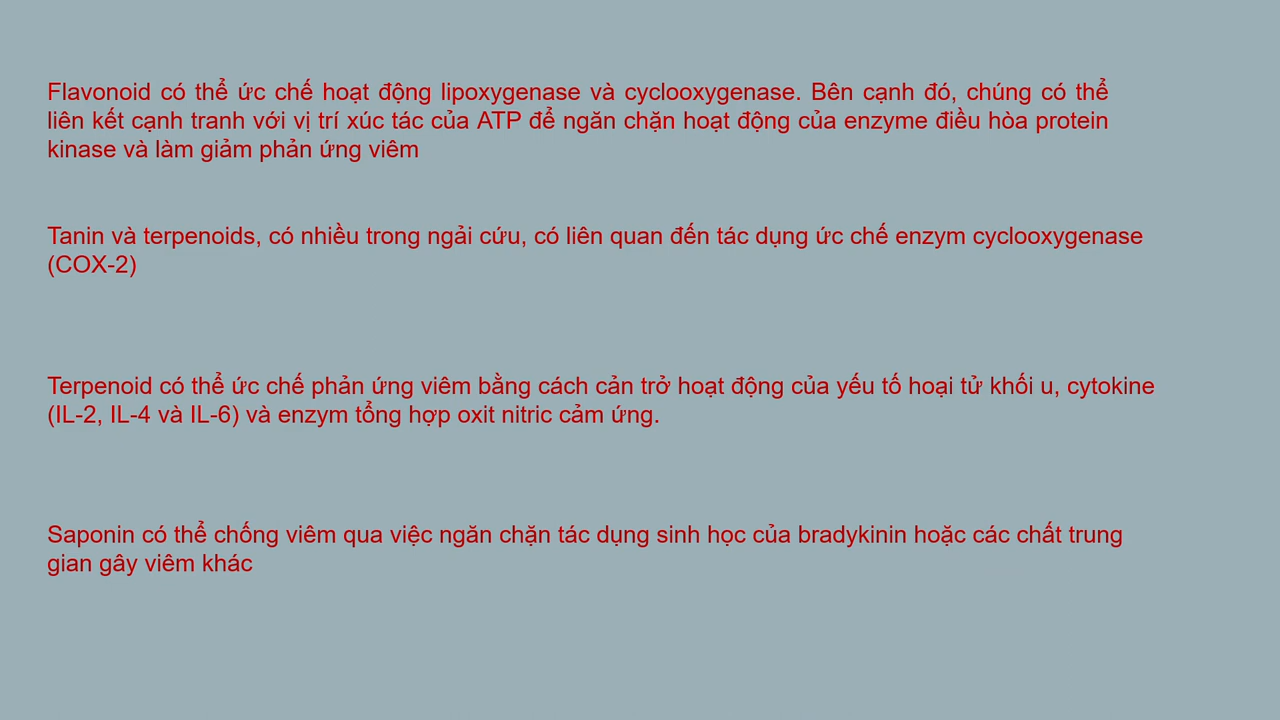 Flavonoid có thể ức chế hoạt động lipoxygenase và cyclooxygenase. Bên cạnh đó, chúng có thể
liên kết cạnh tranh với vị trí xúc tác của ATP để ngăn chặn hoạt động của enzyme điều hòa protein
kinase và làm giảm phản ứng viêm
Tanin và terpenoids, có nhiều trong ngải cứu, có liên quan đến tác dụng ức chế enzym cyclooxygenase
(COX-2)
Terpenoid có thể ức chế phản ứng viêm bằng cách cản trở hoạt động của yếu tố hoại tử khối u, cytokine
(IL-2, IL-4 và IL-6) và enzym tổng hợp oxit nitric cảm ứng.
Saponin có thể chống viêm qua việc ngăn chặn tác dụng sinh học của bradykinin hoặc các chất trung
gian gây viêm khác